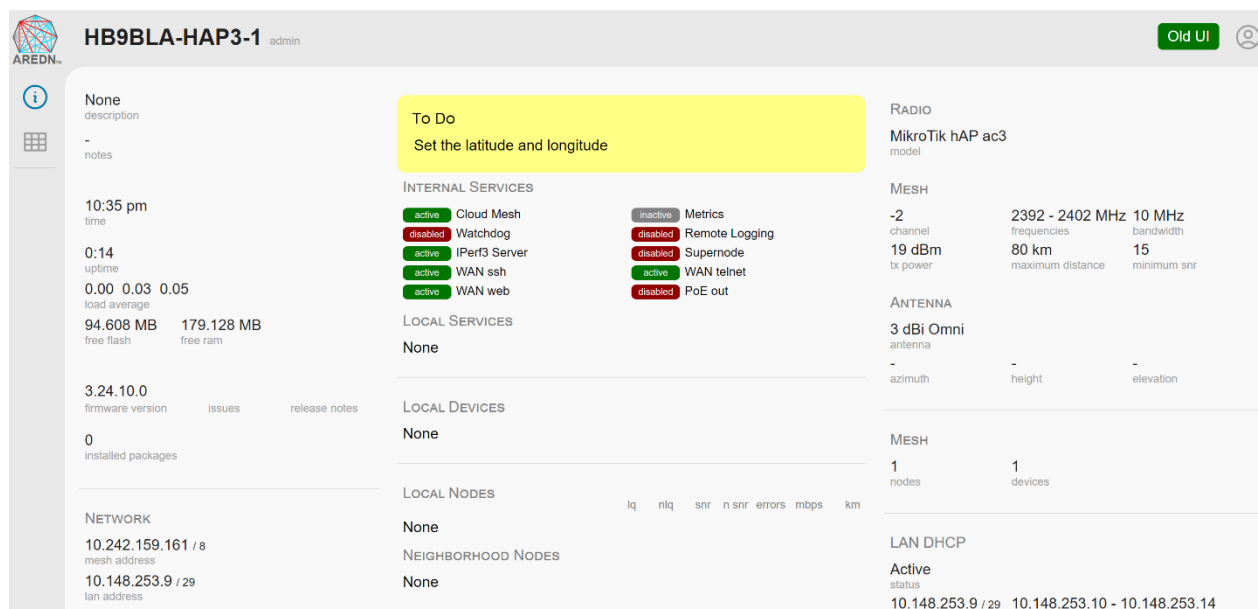 AREDN™
HB9BLA-HAP3-1 admin
Old UI
None
description
-
notes
10:35 pm
time
0:14
uptime
0.00 0.03 0.05
load average
94.608 MB 179.128 MB
free flash free ram
3.24.10.0
firmware version issues release notes
0
installed packages
NETWORK
10.242.159.161 / 8
mesh address
10.148.253.9 / 29
lan address
To Do
Set the latitude and longitude
INTERNAL SERVICES
active Cloud Mesh inactive Metrics
disabled Watchdog disabled Remote Logging
active IPerf3 Server disabled Supernode
active WAN ssh active WAN telnet
active WAN web disabled PoE out
LOCAL SERVICES
None
LOCAL DEVICES
None
LOCAL NODES lq nlq snr n snr errors mbps km
None
NEIGHBORHOOD NODES
None
RADIO
MikroTik hAP ac3
model
MESH
-2 2392 - 2402 MHz 10 MHz
channel frequencies bandwidth
19 dBm 80 km 15
tx power maximum distance minimum snr
ANTENNA
3 dBi Omni
antenna
- - -
azimuth height elevation
MESH
1 1
nodes devices
LAN DHCP
Active
status
10.148.253.9 / 29 10.148.253.10 - 10.148.253.14